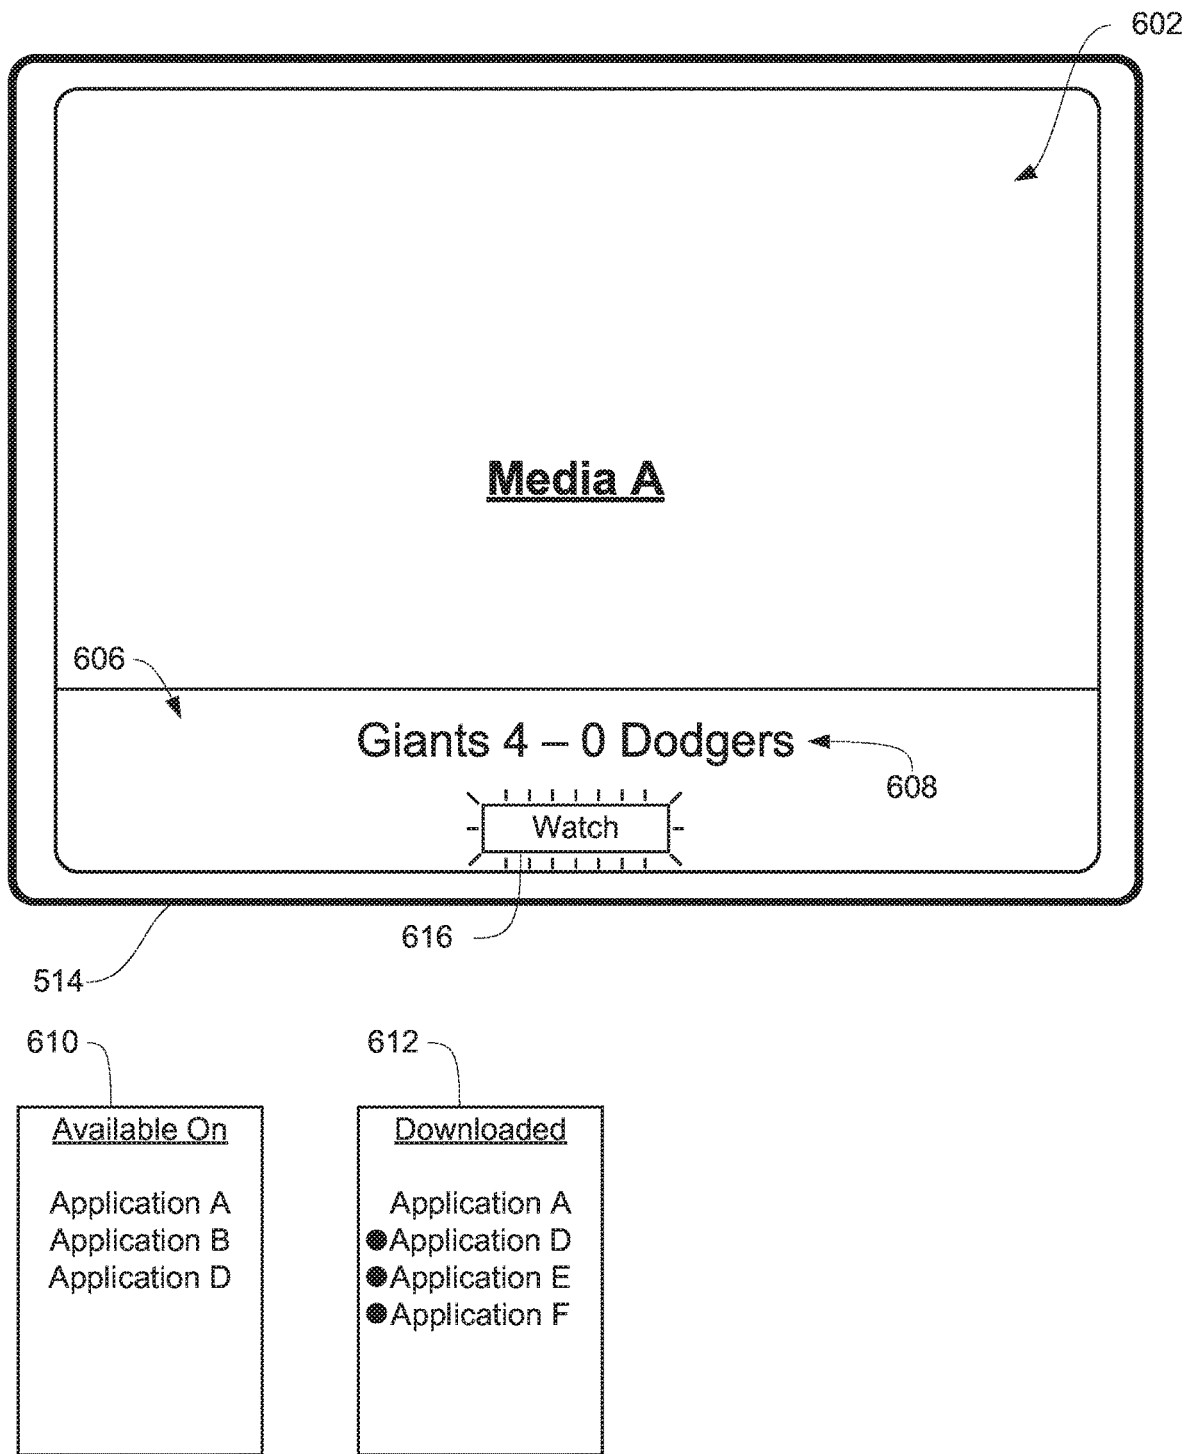 602
Media A
606
Giants 4 – 0 Dodgers
608
Watch
616
514
610
612
Available On
Application A
Application B
Application D
Downloaded
Application A
●Application D
●Application E
●Application F